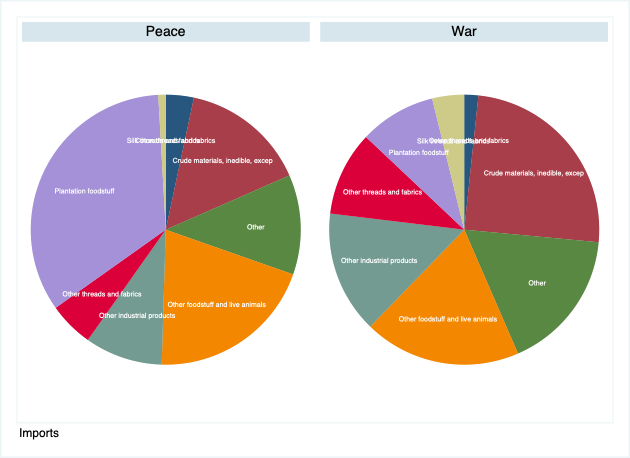 Peace
War
Crude materials, inedible, excep
Plantation foodstuff
Other
Other threads and fabrics
Other foodstuff and live animals
Other industrial products
Plantation foodstuff
Crude materials, inedible, excep
Other threads and fabrics
Other industrial products
Other
Other foodstuff and live animals
Imports